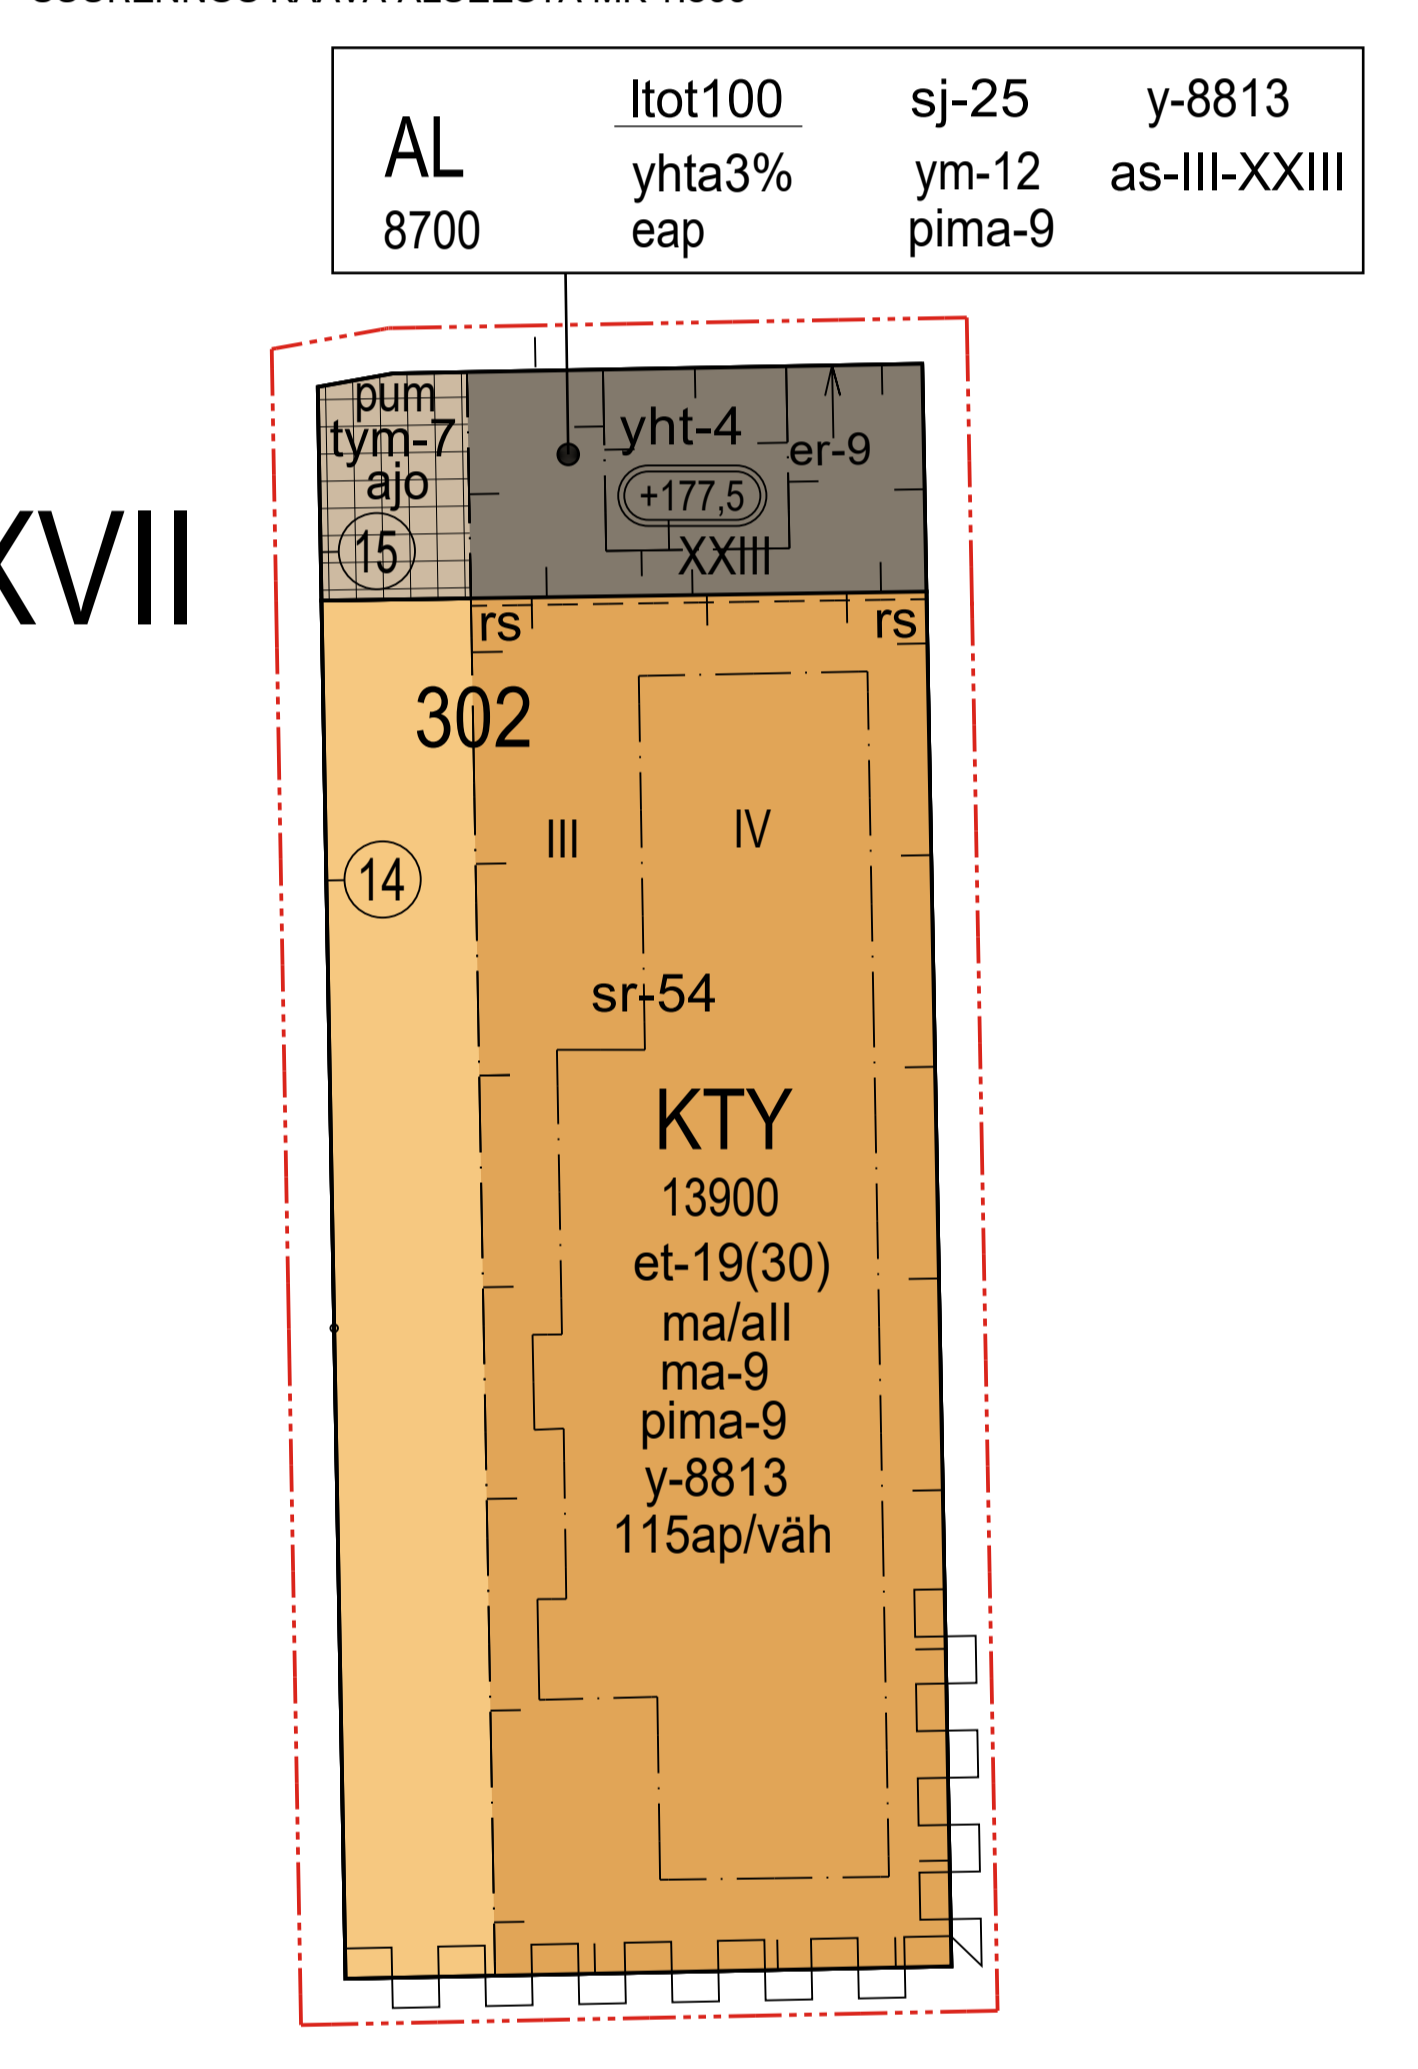 AL
8700
ltot100
yhta3%
eap
sj-25
ym-12
pima-9
y-8813
as-III-XXIII
pum
tym-7
ajo
15
yht-4
+177,5
XXIII
er-9
XVII
rs
rs
302
III
IV
14
sr-54
KTY
13900
et-19(30)
ma/aII
ma-9
pima-9
y-8813
115ap/väh